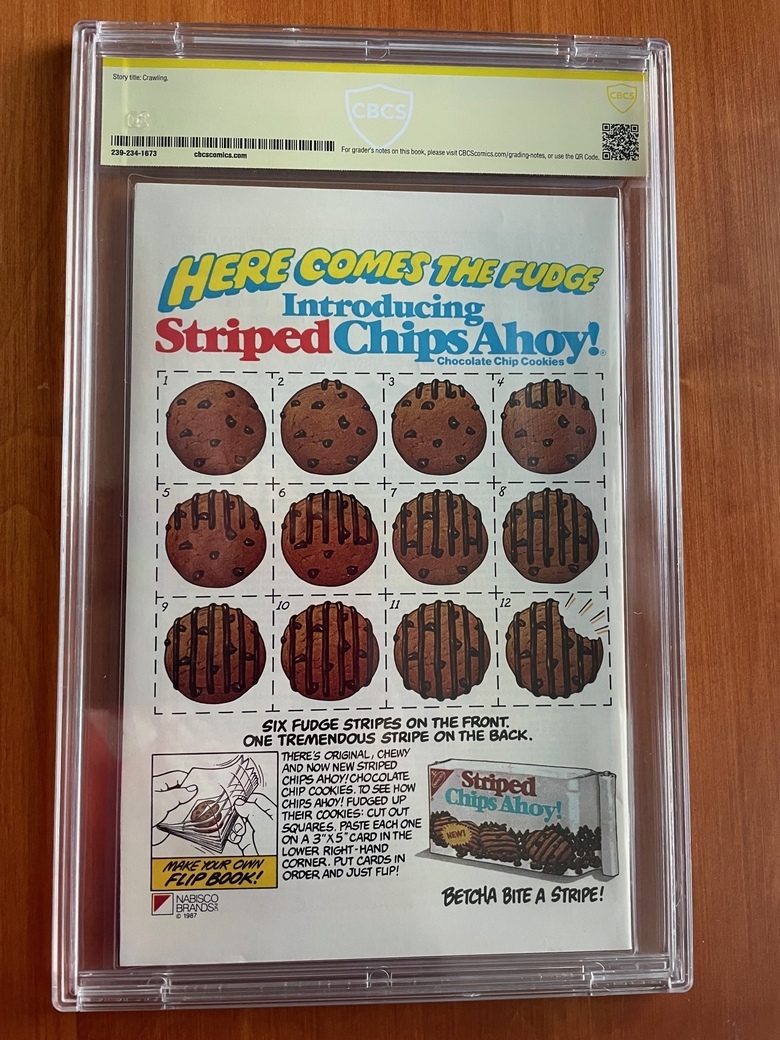 Story title: Crawling.
CBCS
CBCS
239-234-1673 cbcscomics.com
For grader's notes on this book, please visit CBCScomics.com/grading-notes, or use the QR Code.
HERE COMES THE FUDGE
Introducing
Striped Chips Ahoy!
Chocolate Chip Cookies
1 2 3 4
5 6 7 8
9 10 11 12
SIX FUDGE STRIPES ON THE FRONT.
ONE TREMENDOUS STRIPE ON THE BACK.
THERE'S ORIGINAL, CHEWY
AND NOW NEW STRIPED
CHIPS AHOY! CHOCOLATE
CHIP COOKIES. TO SEE HOW
CHIPS AHOY! FUDGED UP
THEIR COOKIES: CUT OUT
SQUARES. PASTE EACH ONE
ON A 3"X5" CARD IN THE
LOWER RIGHT-HAND
CORNER. PUT CARDS IN
ORDER AND JUST FLIP!
MAKE YOUR OWN
FLIP BOOK!
Striped
Chips Ahoy!
NEW!
BETCHA BITE A STRIPE!
NABISCO
BRANDS
© 1987